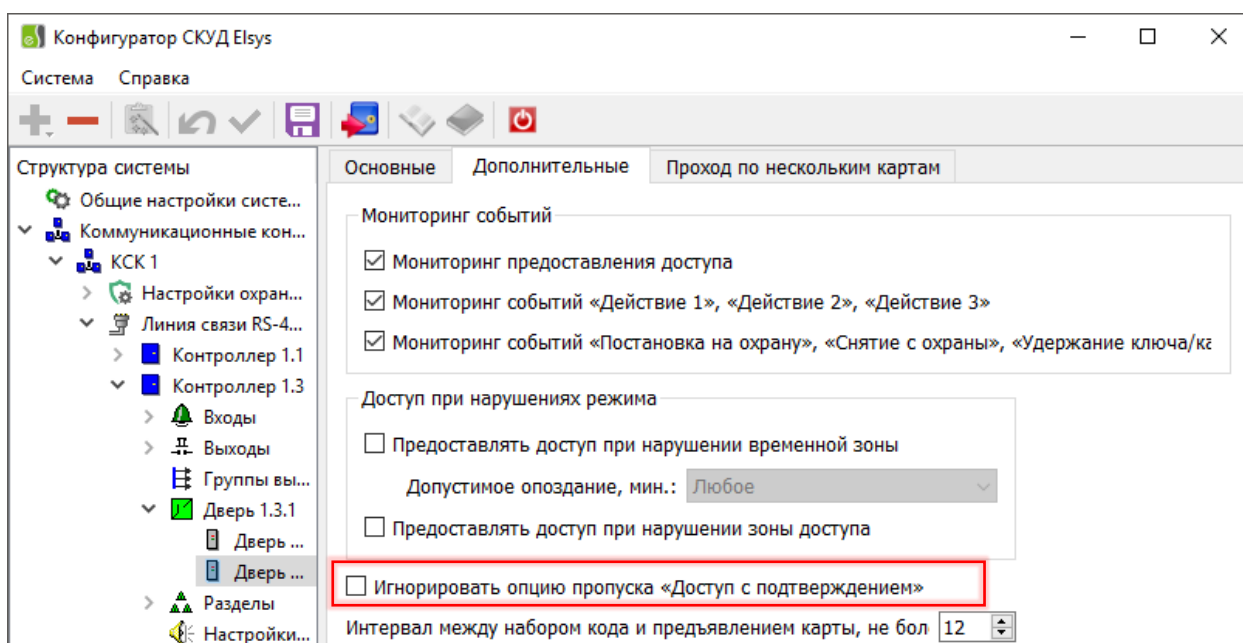 Конфигуратор СКУД Elsys
Система Справка
Структура системы
Общие настройки систе...
Коммуникационные кон...
КСК 1
Настройки охран...
Линия связи RS-4...
Контроллер 1.1
Контроллер 1.3
Входы
Выходы
Группы вы...
Дверь 1.3.1
Дверь ...
Дверь ...
Разделы
Настройки...
Основные Дополнительные Проход по нескольким картам
Мониторинг событий
Мониторинг предоставления доступа
Мониторинг событий «Действие 1», «Действие 2», «Действие 3»
Мониторинг событий «Постановка на охрану», «Снятие с охраны», «Удержание ключа/ка
Доступ при нарушениях режима
Предоставлять доступ при нарушении временной зоны
Допустимое опоздание, мин.: Любое
Предоставлять доступ при нарушении зоны доступа
Игнорировать опцию пропуска «Доступ с подтверждением»
Интервал между набором кода и предъявлением карты, не бол 12